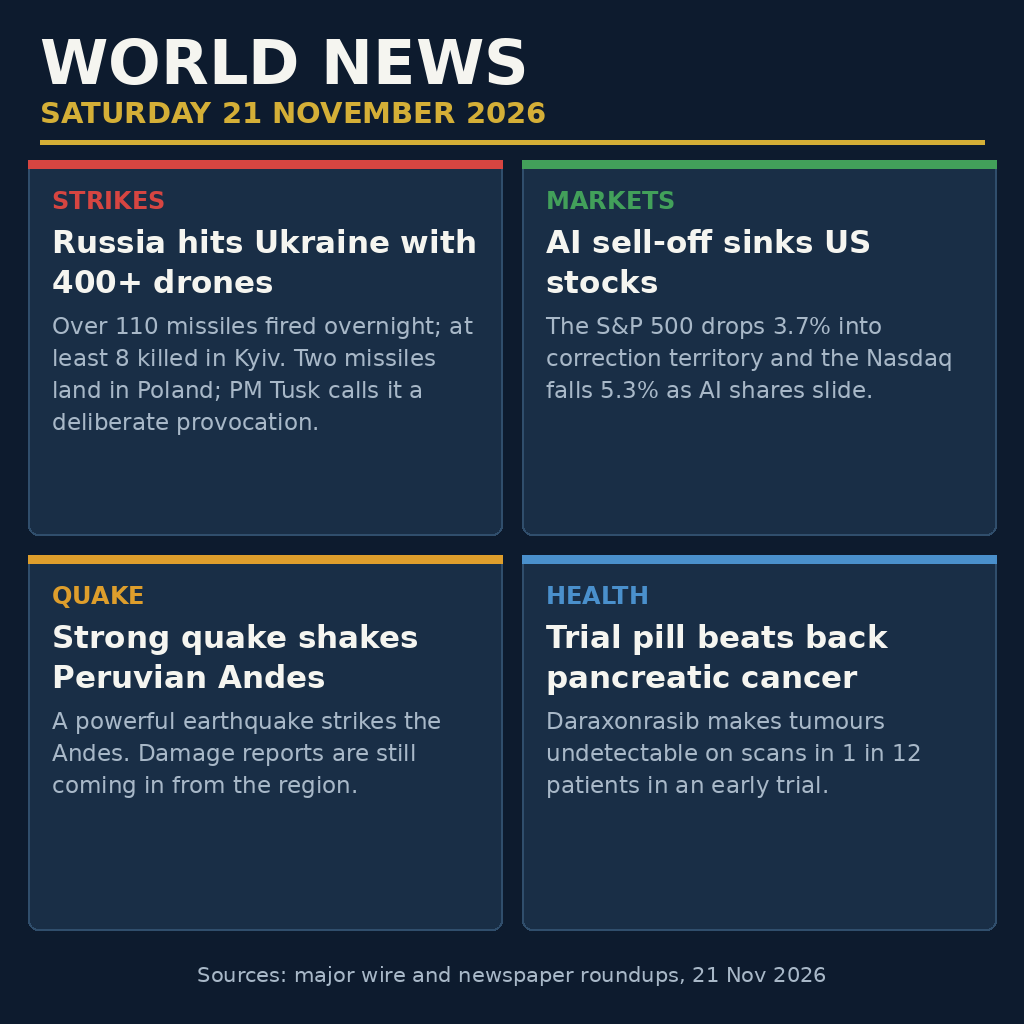 WORLD NEWS
SATURDAY 21 NOVEMBER 2026
STRIKES
Russia hits Ukraine with
400+ drones
Over 110 missiles fired overnight; at
least 8 killed in Kyiv. Two missiles
land in Poland; PM Tusk calls it a
deliberate provocation.
MARKETS
AI sell-off sinks US
stocks
The S&P 500 drops 3.7% into
correction territory and the Nasdaq
falls 5.3% as AI shares slide.
QUAKE
Strong quake shakes
Peruvian Andes
A powerful earthquake strikes the
Andes. Damage reports are still
coming in from the region.
HEALTH
Trial pill beats back
pancreatic cancer
Daraxonrasib makes tumours
undetectable on scans in 1 in 12
patients in an early trial.
Sources: major wire and newspaper roundups, 21 Nov 2026